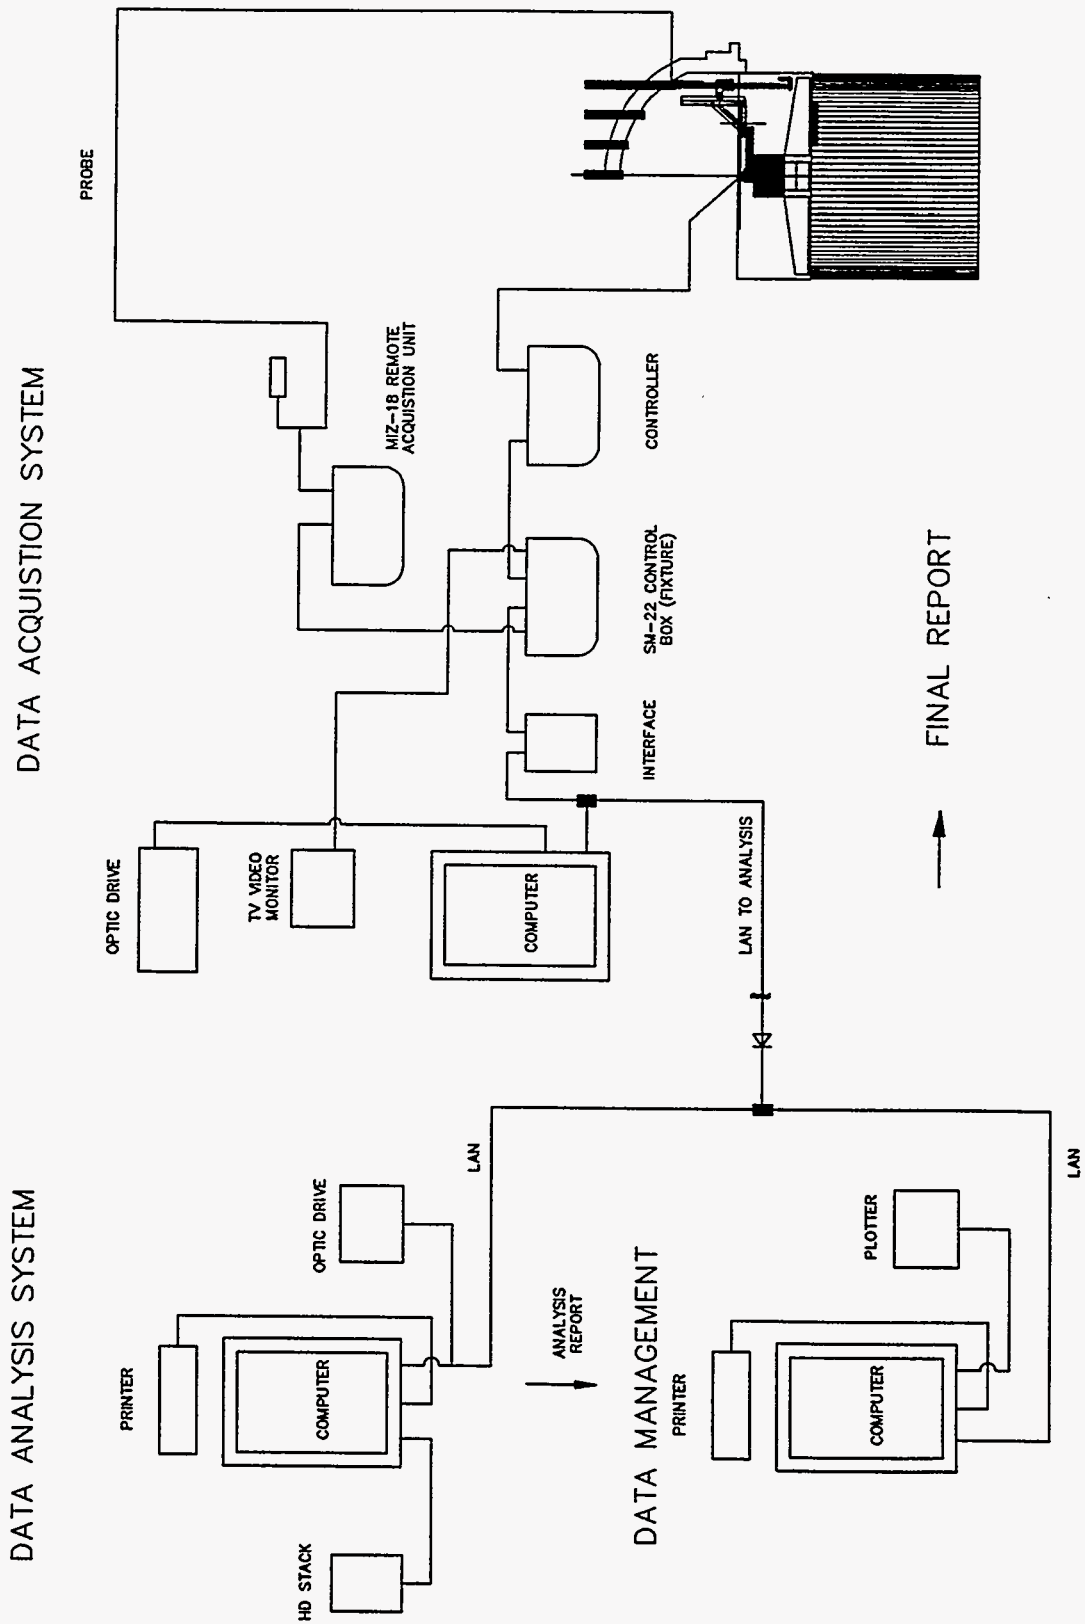 DATA ANALYSIS SYSTEM
HD STACK
PRINTER
COMPUTER
OPTIC DRIVE
LAN
ANALYSIS
REPORT
DATA MANAGEMENT
PRINTER
COMPUTER
PLOTTER
LAN
DATA ACQUISTION SYSTEM
OPTIC DRIVE
TV VIDEO
MONITOR
COMPUTER
LAN TO ANALYSIS
INTERFACE
SM-22 CONTROL
BOX (FIXTURE)
CONTROLLER
MIZ-18 REMOTE
ACQUISTION UNIT
PROBE
FINAL REPORT